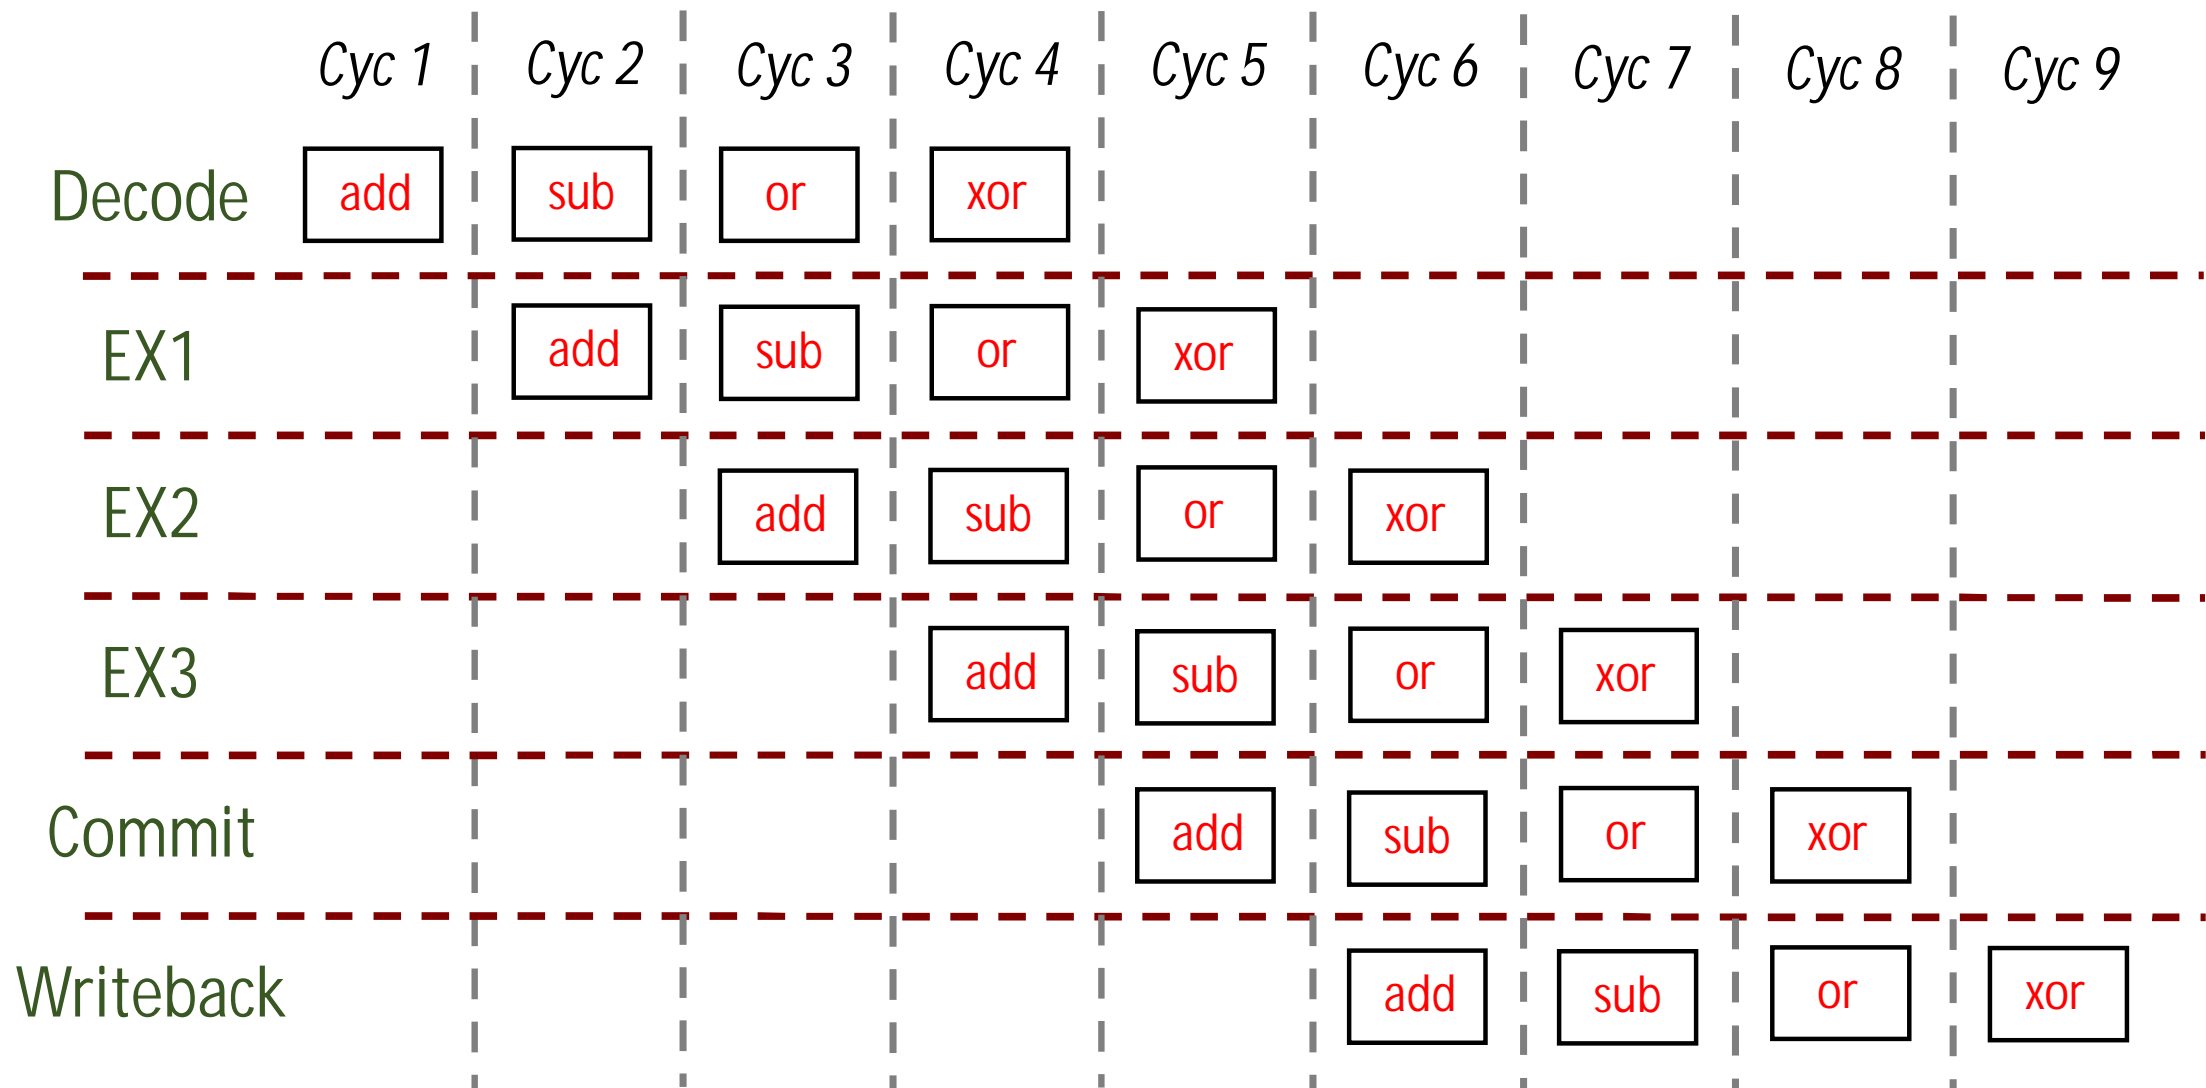 Cyc 1 Cyc 2 Cyc 3 Cyc 4 Cyc 5 Cyc 6 Cyc 7 Cyc 8 Cyc 9
Decode add sub or xor
EX1 add sub or xor
EX2 add sub or xor
EX3 add sub or xor
Commit add sub or xor
Writeback add sub or xor